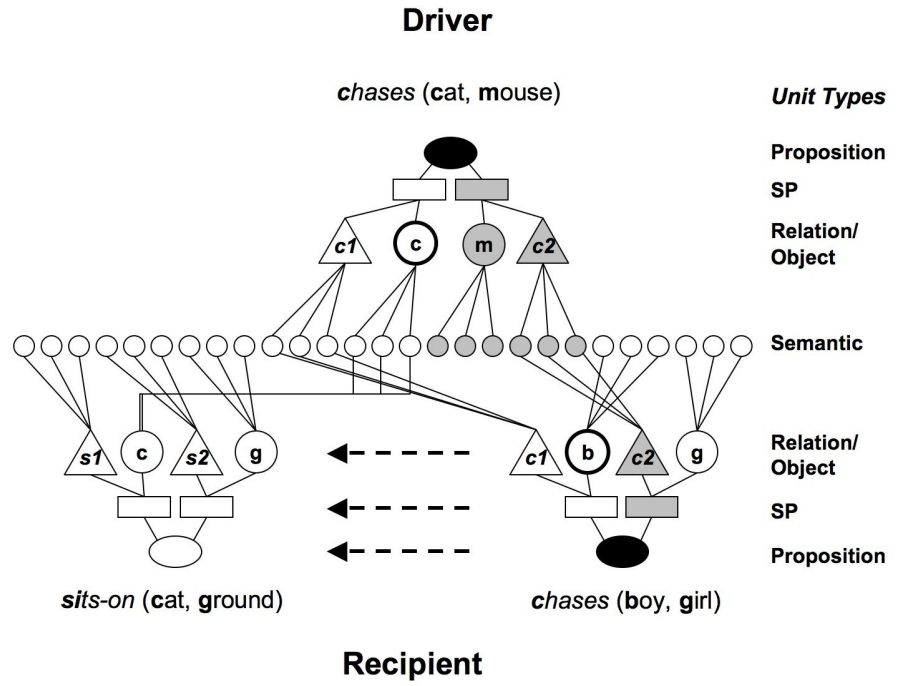 Driver
chases (cat, mouse)
Unit Types
Proposition
SP
c1 c m c2
Relation/
Object
Semantic
s1 c s2 g
c1 b c2 g
Relation/
Object
SP
Proposition
sits-on (cat, ground)
chases (boy, girl)
Recipient